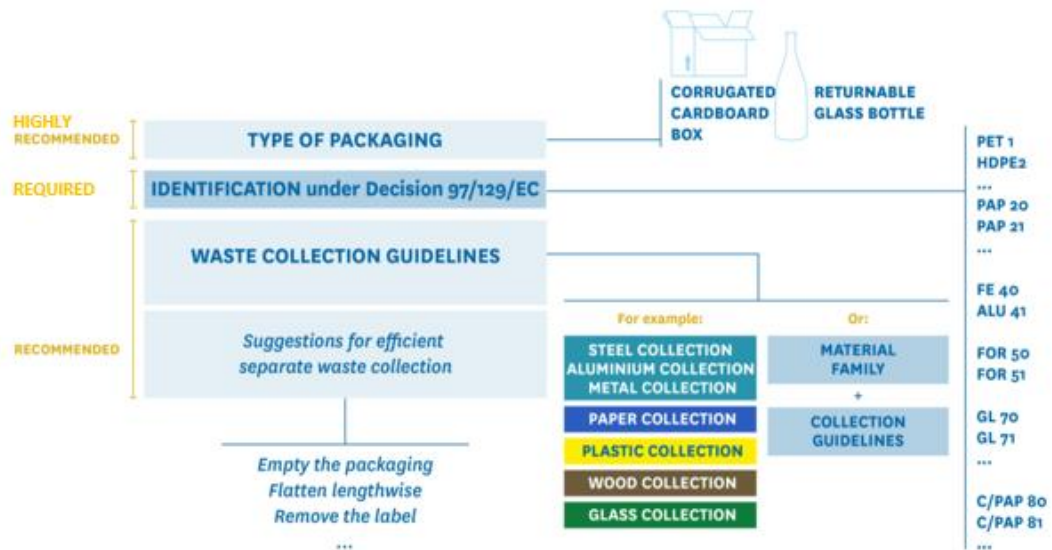 CORRUGATED
CARDBOARD
BOX
RETURNABLE
GLASS BOTTLE
HIGHLY
RECOMMENDED
TYPE OF PACKAGING
REQUIRED
IDENTIFICATION under Decision 97/129/EC
WASTE COLLECTION GUIDELINES
RECOMMENDED
Suggestions for efficient
separate waste collection
Empty the packaging
Flatten lengthwise
Remove the label
...
For example:
STEEL COLLECTION
ALUMINIUM COLLECTION
METAL COLLECTION
PAPER COLLECTION
PLASTIC COLLECTION
WOOD COLLECTION
GLASS COLLECTION
Or:
MATERIAL
FAMILY
+
COLLECTION
GUIDELINES
PET 1
HDPE2
...
PAP 20
PAP 21
...
FE 40
ALU 41
FOR 50
FOR 51
GL 70
GL 71
...
C/PAP 80
C/PAP 81
...